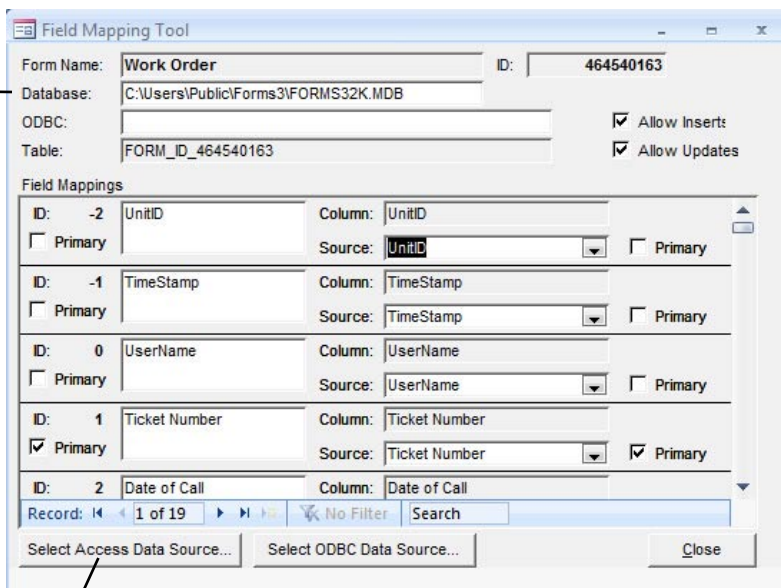 Field Mapping Tool
Form Name: Work Order ID: 464540163
Database: C:\Users\Public\Forms3\FORMS32K.MDB
ODBC: Allow Inserts
Table: FORM_ID_464540163 Allow Updates
Field Mappings
ID: -2 UnitID Column: UnitID
Primary Source: UnitID Primary
ID: -1 TimeStamp Column: TimeStamp
Primary Source: TimeStamp Primary
ID: 0 UserName Column: UserName
Primary Source: UserName Primary
ID: 1 Ticket Number Column: Ticket Number
Primary Source: Ticket Number Primary
ID: 2 Date of Call Column: Date of Call
Record: 1 of 19 No Filter Search
Select Access Data Source... Select ODBC Data Source... Close